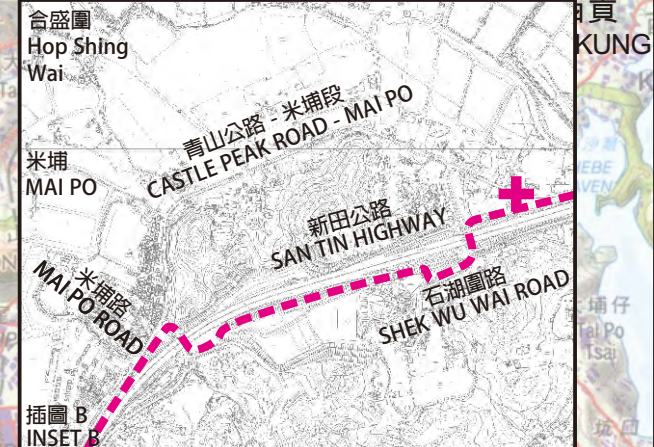 合盛圍
Hop Shing
Wai
青山公路 - 米埔段
CASTLE PEAK ROAD - MAI PO
米埔
MAI PO
新田公路
SAN TIN HIGHWAY
米埔路
MAI PO ROAD
石湖圍路
SHEK WU WAI ROAD
插圖 B
INSET B
KUNG
埔仔
Tai Po
Tsai